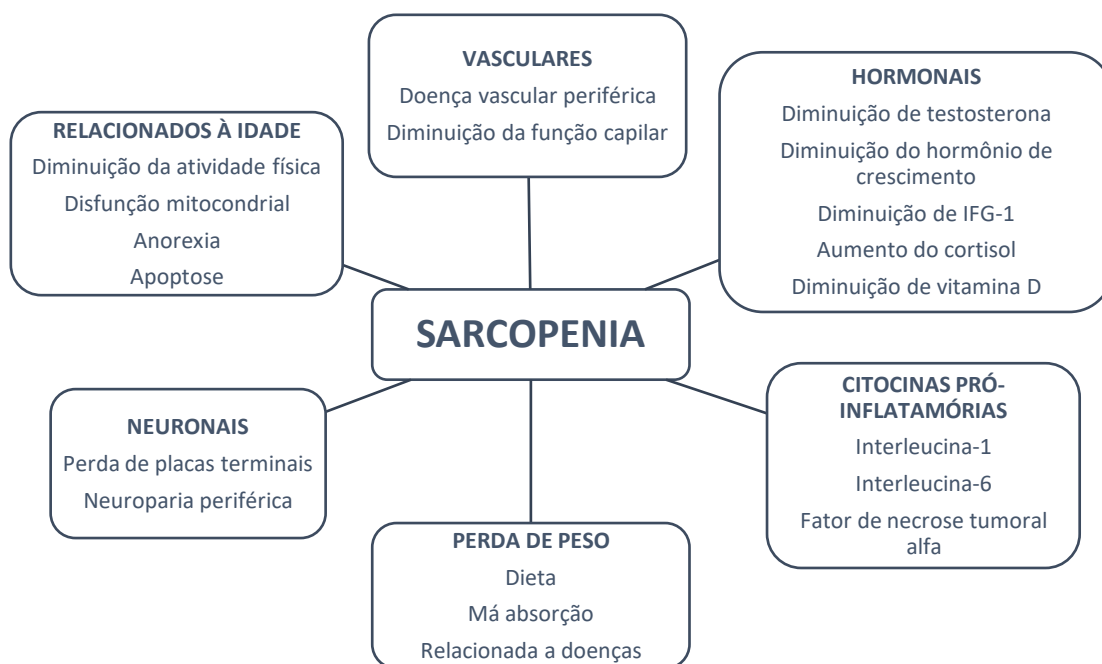 VASCULARES
Doença vascular periférica
Diminuição da função capilar
HORMONAIS
Diminuição de testosterona
Diminuição do hormônio de
crescimento
Diminuição de IFG-1
Aumento do cortisol
Diminuição de vitamina D
RELACIONADOS À IDADE
Diminuição da atividade física
Disfunção mitocondrial
Anorexia
Apoptose
SARCOPENIA
NEURONAIS
Perda de placas terminais
Neuroparia periférica
CITOCINAS PRÓ-
INFLATAMÓRIAS
Interleucina-1
Interleucina-6
Fator de necrose tumoral
alfa
PERDA DE PESO
Dieta
Má absorção
Relacionada a doenças